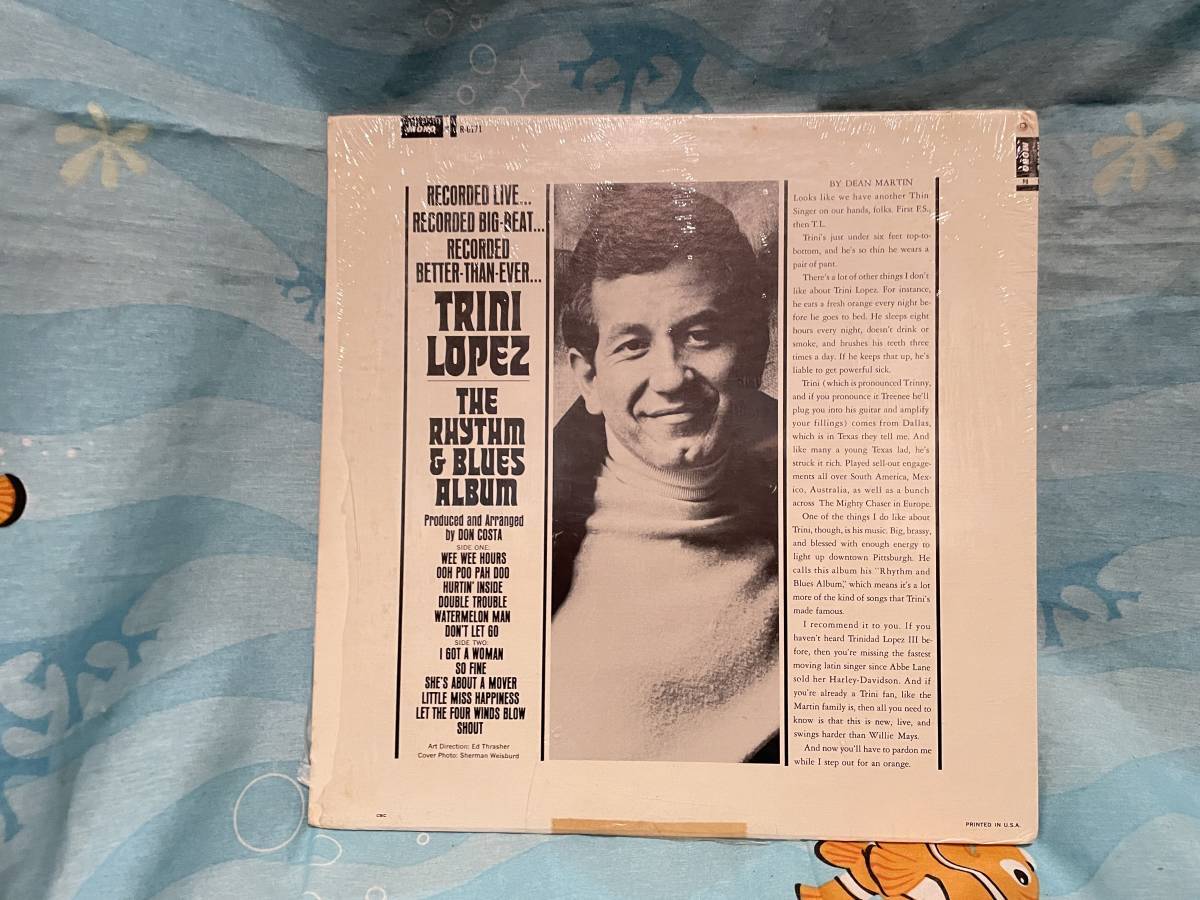 MONO
R-6171
RECORDED LIVE...
RECORDED BIG-BEAT...
RECORDED
BETTER-THAN-EVER...
TRINI
LOPEZ
THE
RHYTHM
& BLUES
ALBUM
Produced and Arranged
by DON COSTA
SIDE ONE:
WEE WEE HOURS
OOH POO PAH DOO
HURTIN' INSIDE
DOUBLE TROUBLE
WATERMELON MAN
DON'T LET GO
SIDE TWO:
I GOT A WOMAN
SO FINE
SHE'S ABOUT A MOVER
LITTLE MISS HAPPINESS
LET THE FOUR WINDS BLOW
SHOUT
Art Direction: Ed Thrasher
Cover Photo: Sherman Weisburd
BY DEAN MARTIN
Looks like we have another Thin
Singer on our hands, folks. First F.S.,
then T.L.
Trini's just under six feet top-to-
bottom, and he's so thin he wears a
pair of pant.
There's a lot of other things I don't
like about Trini Lopez. For instance,
he eats a fresh orange every night be-
fore he goes to bed. He sleeps eight
hours every night, doesn't drink or
smoke, and brushes his teeth three
times a day. If he keeps that up, he's
liable to get powerful sick.
Trini (which is pronounced Trinny,
and if you pronounce it Treenee he'll
plug you into his guitar and amplify
your fillings) comes from Dallas,
which is in Texas they tell me. And
like many a young Texas lad, he's
struck it rich. Played sell-out engage-
ments all over South America, Mex-
ico, Australia, as well as a bunch
across The Mighty Chaser in Europe.
One of the things I do like about
Trini, though, is his music. Big, brassy,
and blessed with enough energy to
light up downtown Pittsburgh. He
calls this album his "Rhythm and
Blues Album," which means it's a lot
more of the kind of songs that Trini's
made famous.
I recommend it to you. If you
haven't heard Trinidad Lopez III be-
fore, then you're missing the fastest
moving latin singer since Abbe Lane
sold her Harley-Davidson. And if
you're already a Trini fan, like the
Martin family is, then all you need to
know is that this is new, live, and
swings harder than Willie Mays.
And now you'll have to pardon me
while I step out for an orange.
MONO
CBC
PRINTED IN U.S.A.